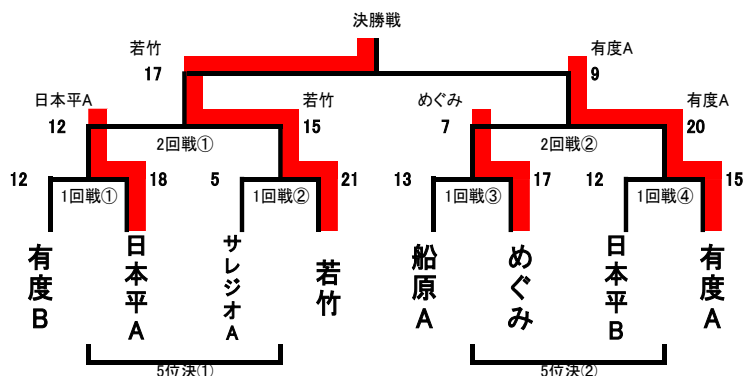 決勝戦
若竹
有度A
17
9
日本平A
若竹
めぐみ
有度A
12
15
7
20
2回戦①
2回戦②
12
18
5
21
13
17
12
15
1回戦①
1回戦②
1回戦③
1回戦④
有度B
日本平A
サレジオA
若竹
船原A
めぐみ
日本平B
有度A
5位決①
5位決②